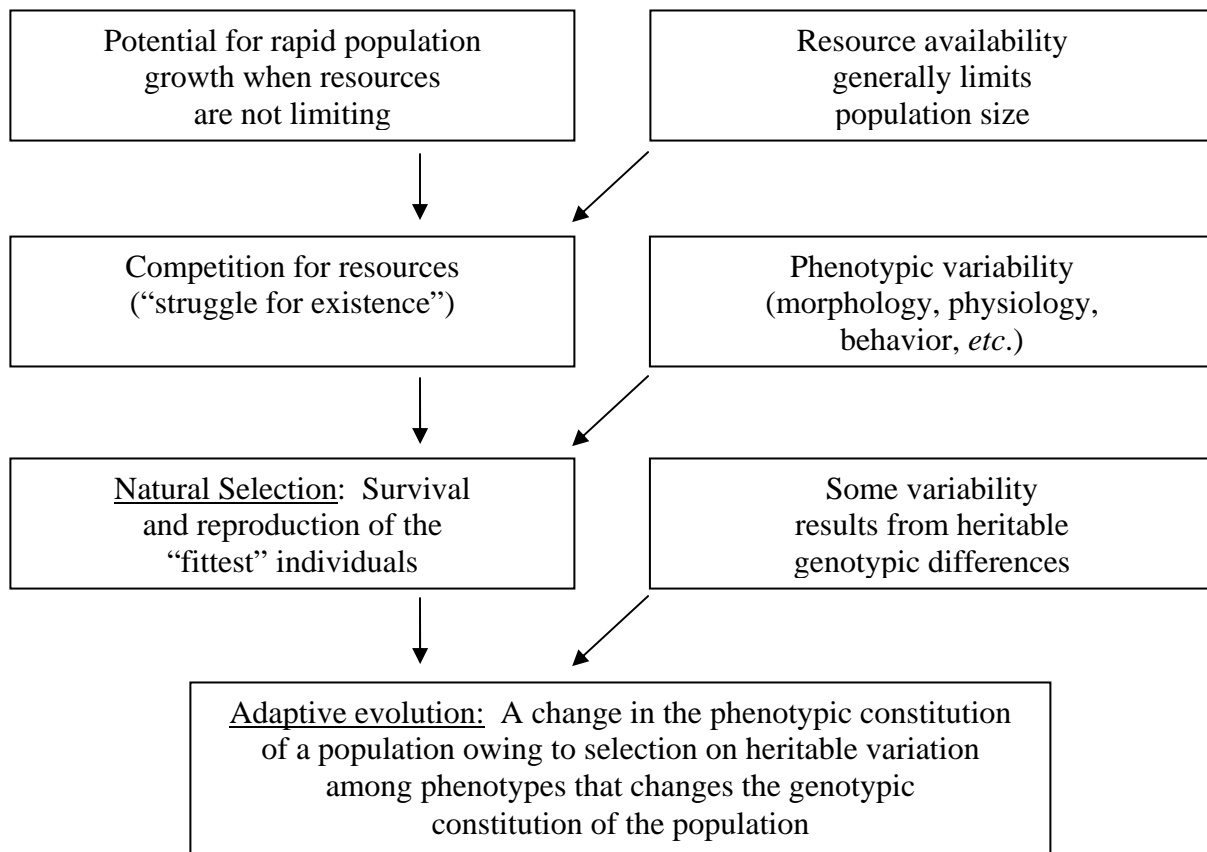 Potential for rapid population
growth when resources
are not limiting
Resource availability
generally limits
population size
Competition for resources
(“struggle for existence”)
Phenotypic variability
(morphology, physiology,
behavior, etc.)
Natural Selection:  Survival
and reproduction of the
“fittest” individuals
Some variability
results from heritable
genotypic differences
Adaptive evolution:  A change in the phenotypic constitution
of a population owing to selection on heritable variation
among phenotypes that changes the genotypic
constitution of the population